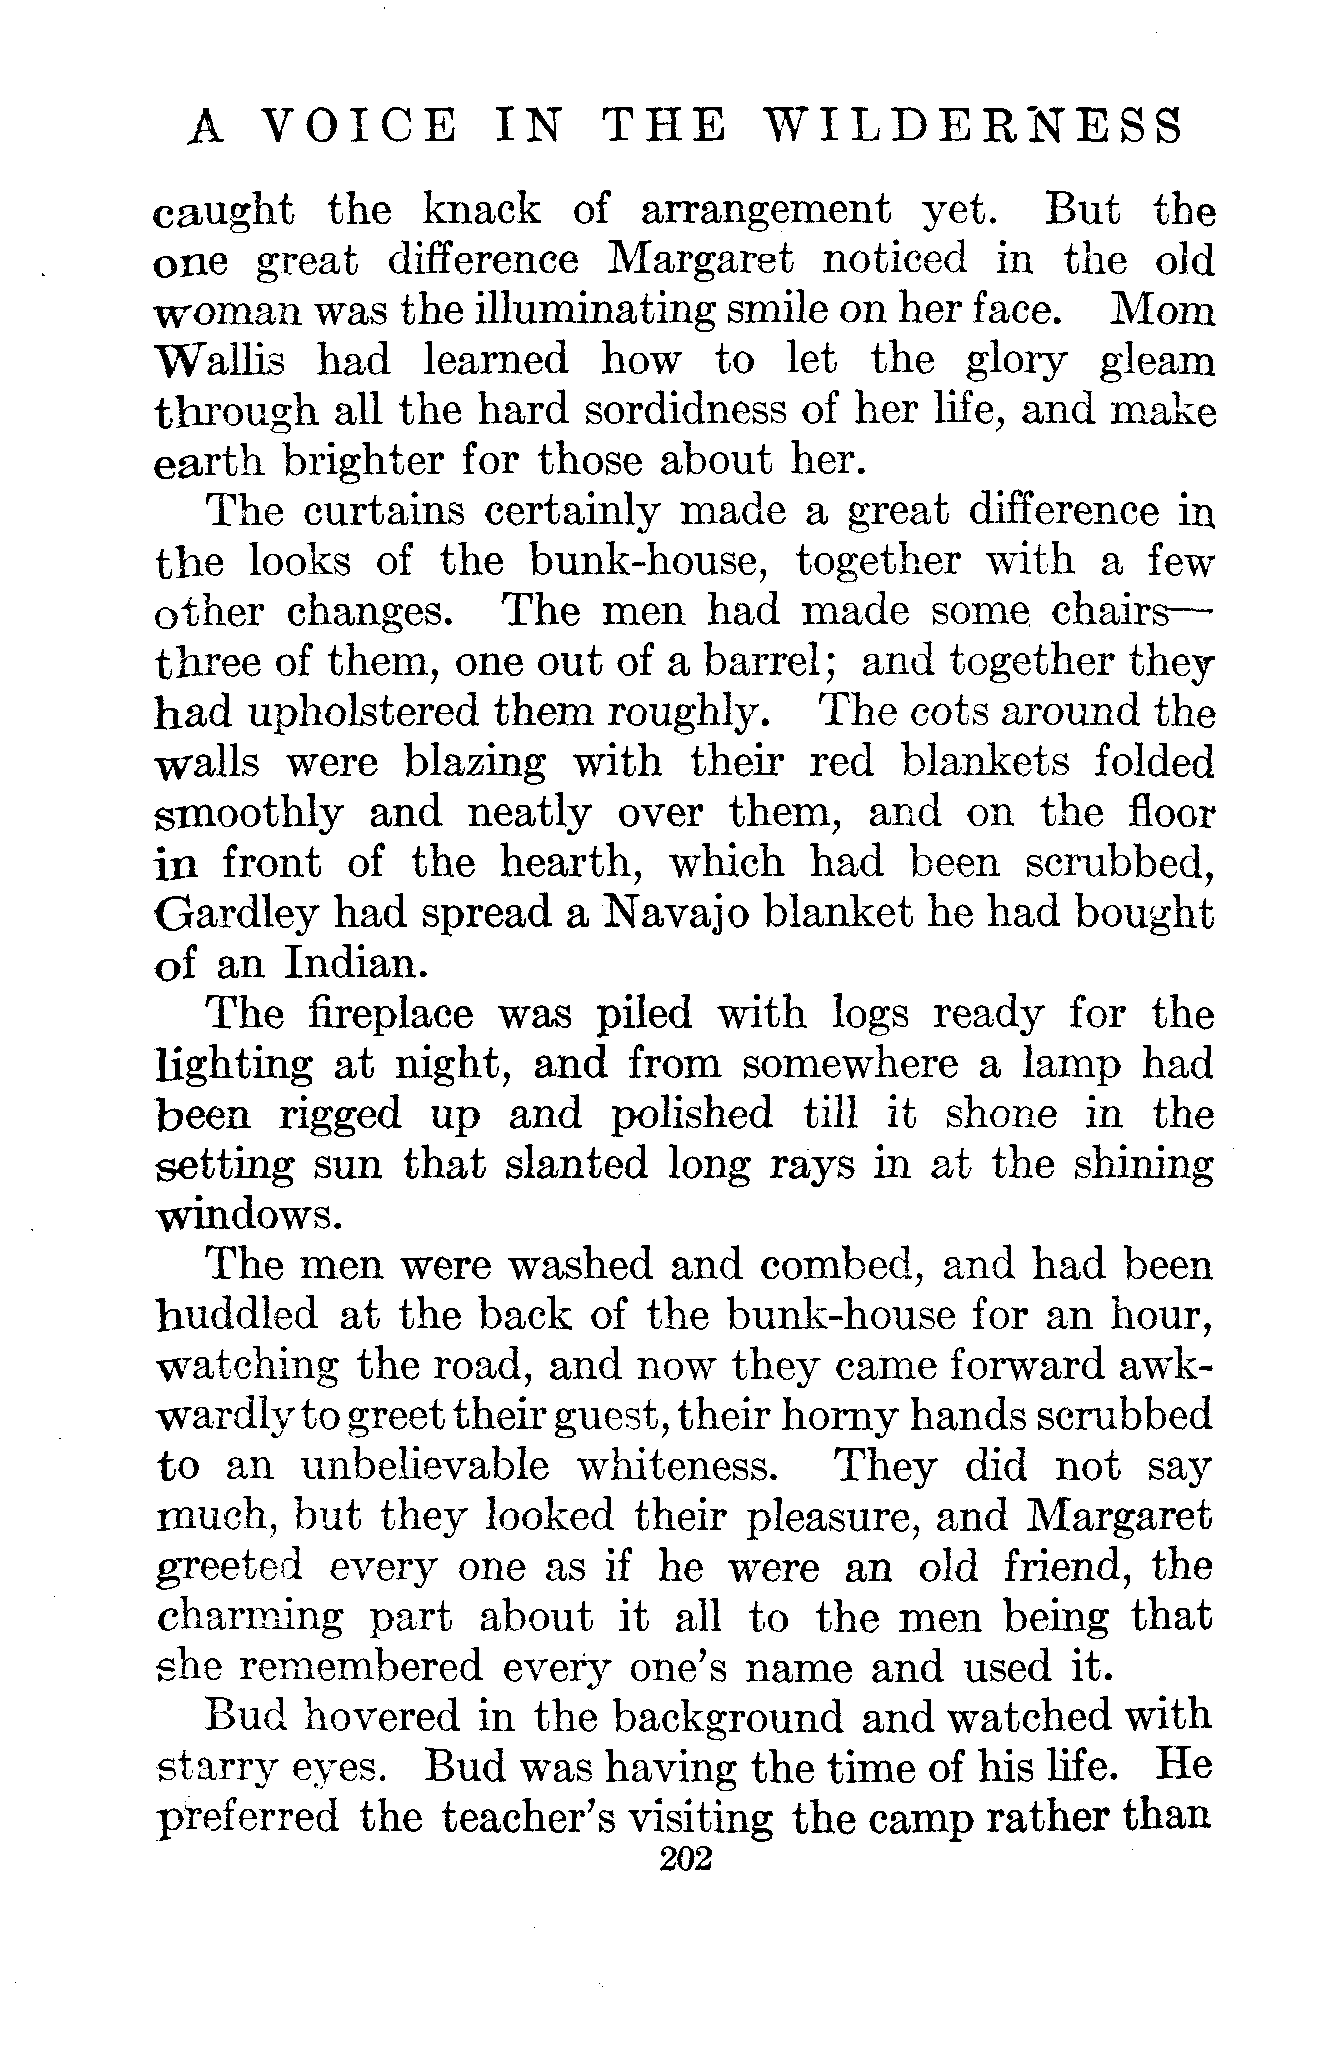 A VOICE IN THE WILDERNESS
caught the knack of arrangement yet. But the
one great difference Margaret noticed in the old
woman was the illuminating smile on her face. Mom
Wallis had learned how to let the glory gleam
through all the hard sordidness of her life, and make
earth brighter for those about her.
The curtains certainly made a great difference in
the looks of the bunk-house, together with a few
other changes. The men had made some chairs—
three of them, one out of a barrel; and together they
had upholstered them roughly. The cots around the
walls were blazing with their red blankets folded
smoothly and neatly over them, and on the floor
in front of the hearth, which had been scrubbed,
Gardley had spread a Navajo blanket he had bought
of an Indian.
The fireplace was piled with logs ready for the
lighting at night, and from somewhere a lamp had
been rigged up and polished till it shone in the
setting sun that slanted long rays in at the shining
windows.
The men were washed and combed, and had been
huddled at the back of the bunk-house for an hour,
watching the road, and now they came forward awk-
wardly to greet their guest, their horny hands scrubbed
to an unbelievable whiteness. They did not say
much, but they looked their pleasure, and Margaret
greeted every one as if he were an old friend, the
charming part about it all to the men being that
she remembered every one's name and used it.
Bud hovered in the background and watched with
starry eyes. Bud was having the time of his life. He
preferred the teacher's visiting the camp rather than
202